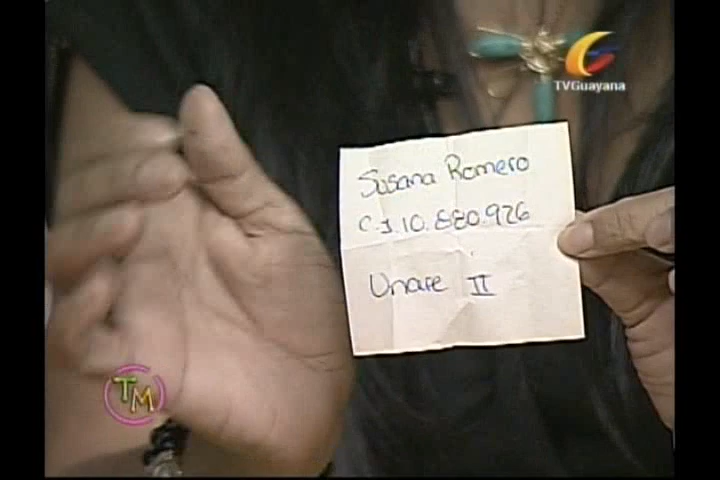 TVGuayana
Susana Romero
C.I.10.880.926
Unare II
TM